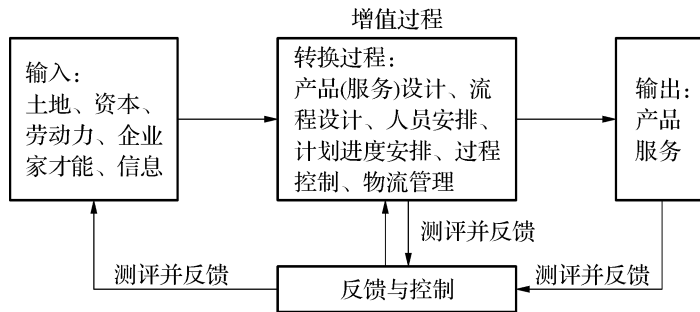 增值过程
输入：
土地、资本、
劳动力、企业
家才能、信息
转换过程：
产品(服务)设计、流
程设计、人员安排、
计划进度安排、过程
控制、物流管理
输出：
产品
服务
测评并反馈
测评并反馈
反馈与控制
测评并反馈